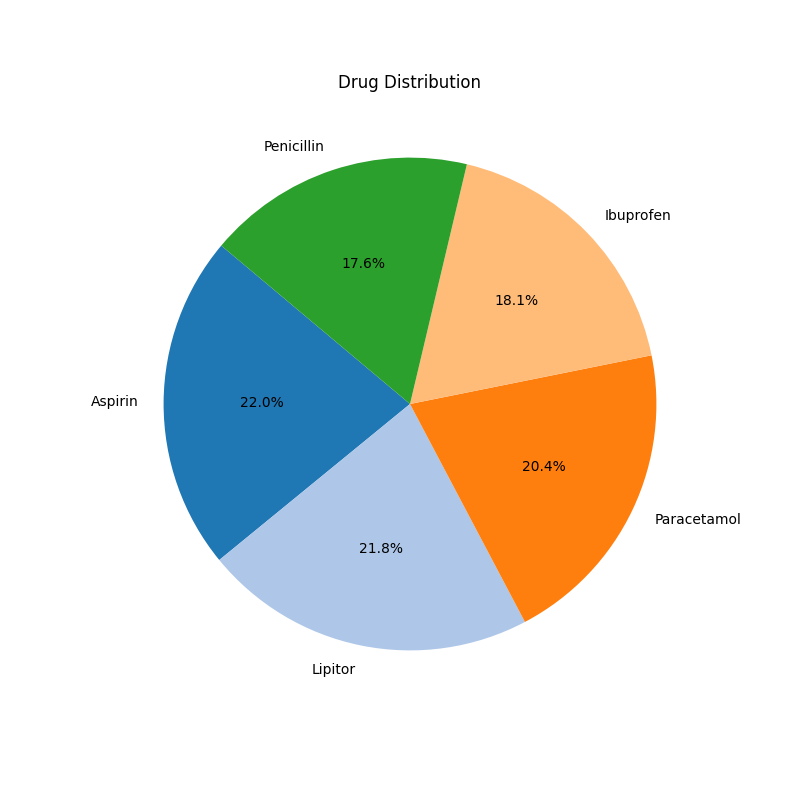 Drug Distribution
Penicillin
Ibuprofen
17.6%
18.1%
Aspirin
22.0%
20.4%
Paracetamol
21.8%
Lipitor